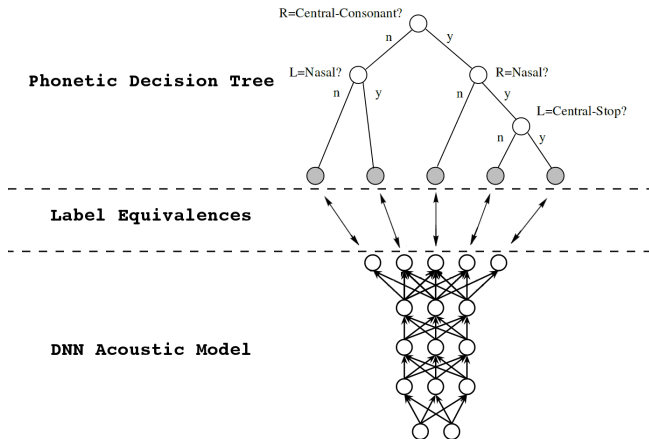 R=Central-Consonant?
n
y
Phonetic Decision Tree
L=Nasal?
R=Nasal?
n
y
n
y
L=Central-Stop?
n
y
Label Equivalences
DNN Acoustic Model